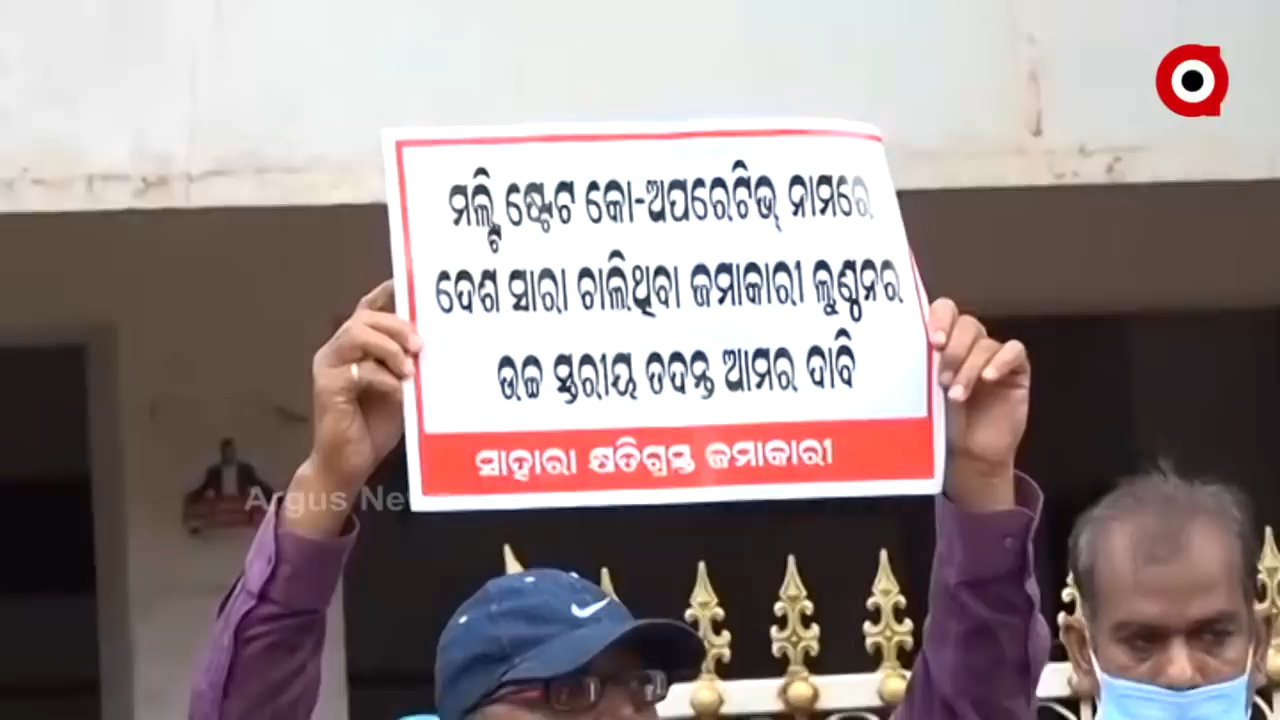 ମଲ୍ଟି ଷ୍ଟେଟ କୋ-ଅପରେଟିଭ୍ ନାମରେ
ଦେଶ ସାରା ଚାଲିଥିବା ଜମାକାରୀ ଲୁଣ୍ଠନର
ଉଚ୍ଚ ସ୍ତରୀୟ ତଦନ୍ତ ଆମର ଦାବି
ସାହାରା କ୍ଷତିଗ୍ରସ୍ତ ଜମାକାରୀ
Argus Ne